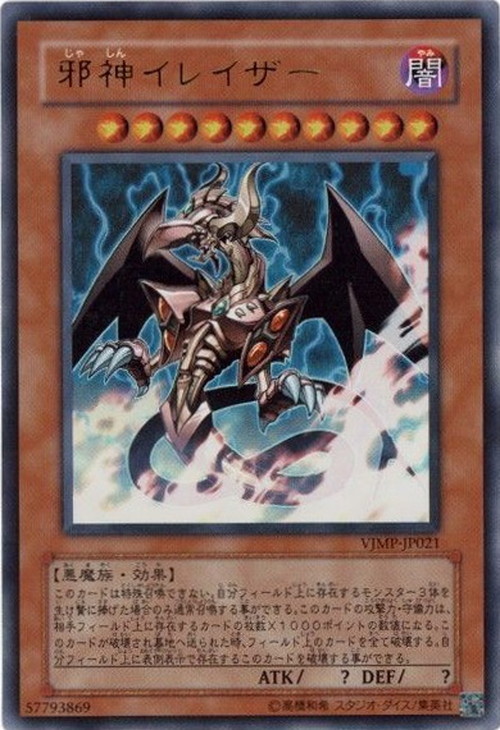 じゃ しん
邪神イレイザー
やみ
闇
VJMP-JP021
あくまぞく こうか
【悪魔族・効果】
このカードは特殊召喚できない。自分フィールド上に存在するモンスター3体を
生け贄に捧げた場合のみ通常召喚する事ができる。このカードの攻撃力・守備力は、
相手フィールド上に存在するカードの枚数×1000ポイントの数値になる。この
カードが破壊され墓地へ送られた時、フィールド上のカードを全て破壊する。自
分フィールド上に表側表示で存在するこのカードを破壊する事ができる。
ATK/ ? DEF/ ?
57793869
©高橋和希 スタジオ・ダイス/集英社